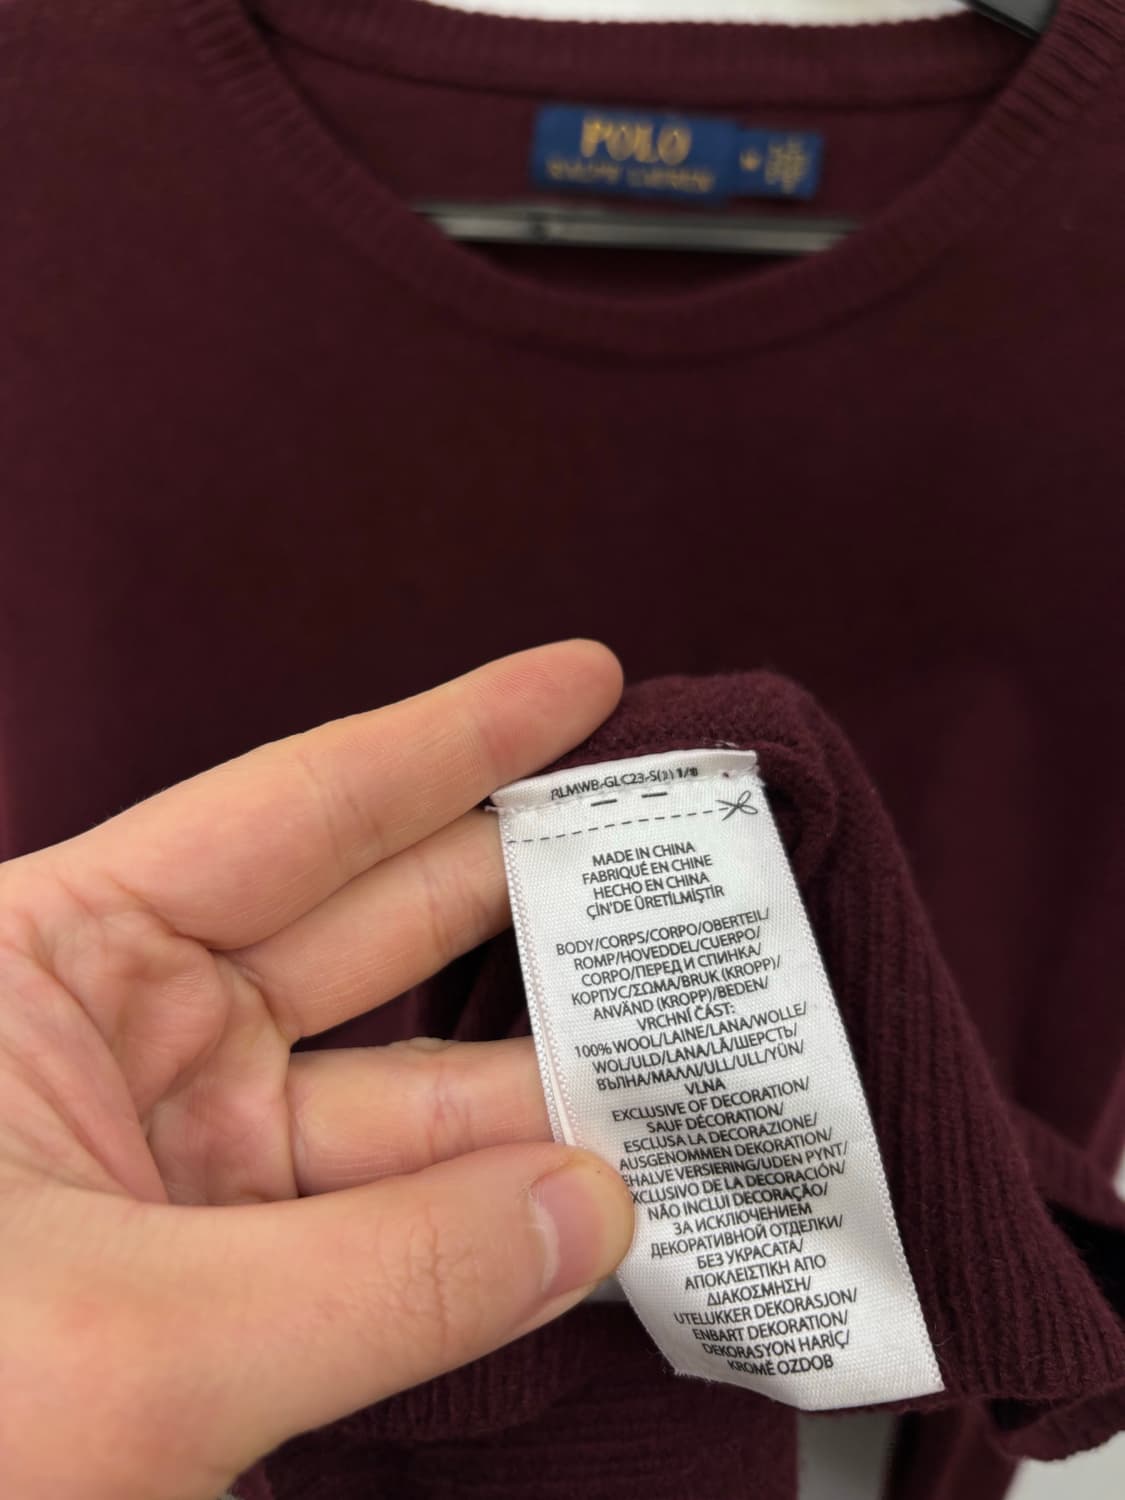 POLO
RALPH LAUREN
RLMWB-GLC23-S(2) 1/8
MADE IN CHINA
FABRIQUÉ EN CHINE
HECHO EN CHINA
ÇİN'DE ÜRETİLMİŞTİR
BODY/CORPS/CORPO/OBERTEIL/
ROMP/HOVEDDEL/CUERPO/
CORPO/ПЕРЕД И СПИНКА/
КОРПУС/ΣΩΜΑ/BRUK (KROPP)/
ANVÄND (KROPP)/BEDEN/
VRCHNÍ ČÁST:
100% WOOL/LAINE/LANA/WOLLE/
WOL/ULD/LANA/LÃ/ШЕРСТЬ/
ВЪЛНА/ΜΑΛΛΙ/ULL/ULL/YÜN/
VLNA
EXCLUSIVE OF DECORATION/
SAUF DÉCORATION/
ESCLUSA LA DECORAZIONE/
AUSGENOMMEN DEKORATION/
EHALVE VERSIERING/UDEN PYNT/
XCLUSIVO DE LA DECORACIÓN/
NÃO INCLUI DECORAÇÃO/
ЗА ИСКЛЮЧЕНИЕМ
ДЕКОРАТИВНОЙ ОТДЕЛКИ/
БЕЗ УКРАСАТА/
ΑΠΟΚΛΕΙΣΤΙΚΗ ΑΠΟ
ΔΙΑΚΟΣΜΗΣΗ/
UTELUKKER DEKORASJON/
ENBART DEKORATION/
DEKORASYON HARİÇ/
KROMĚ OZDOB